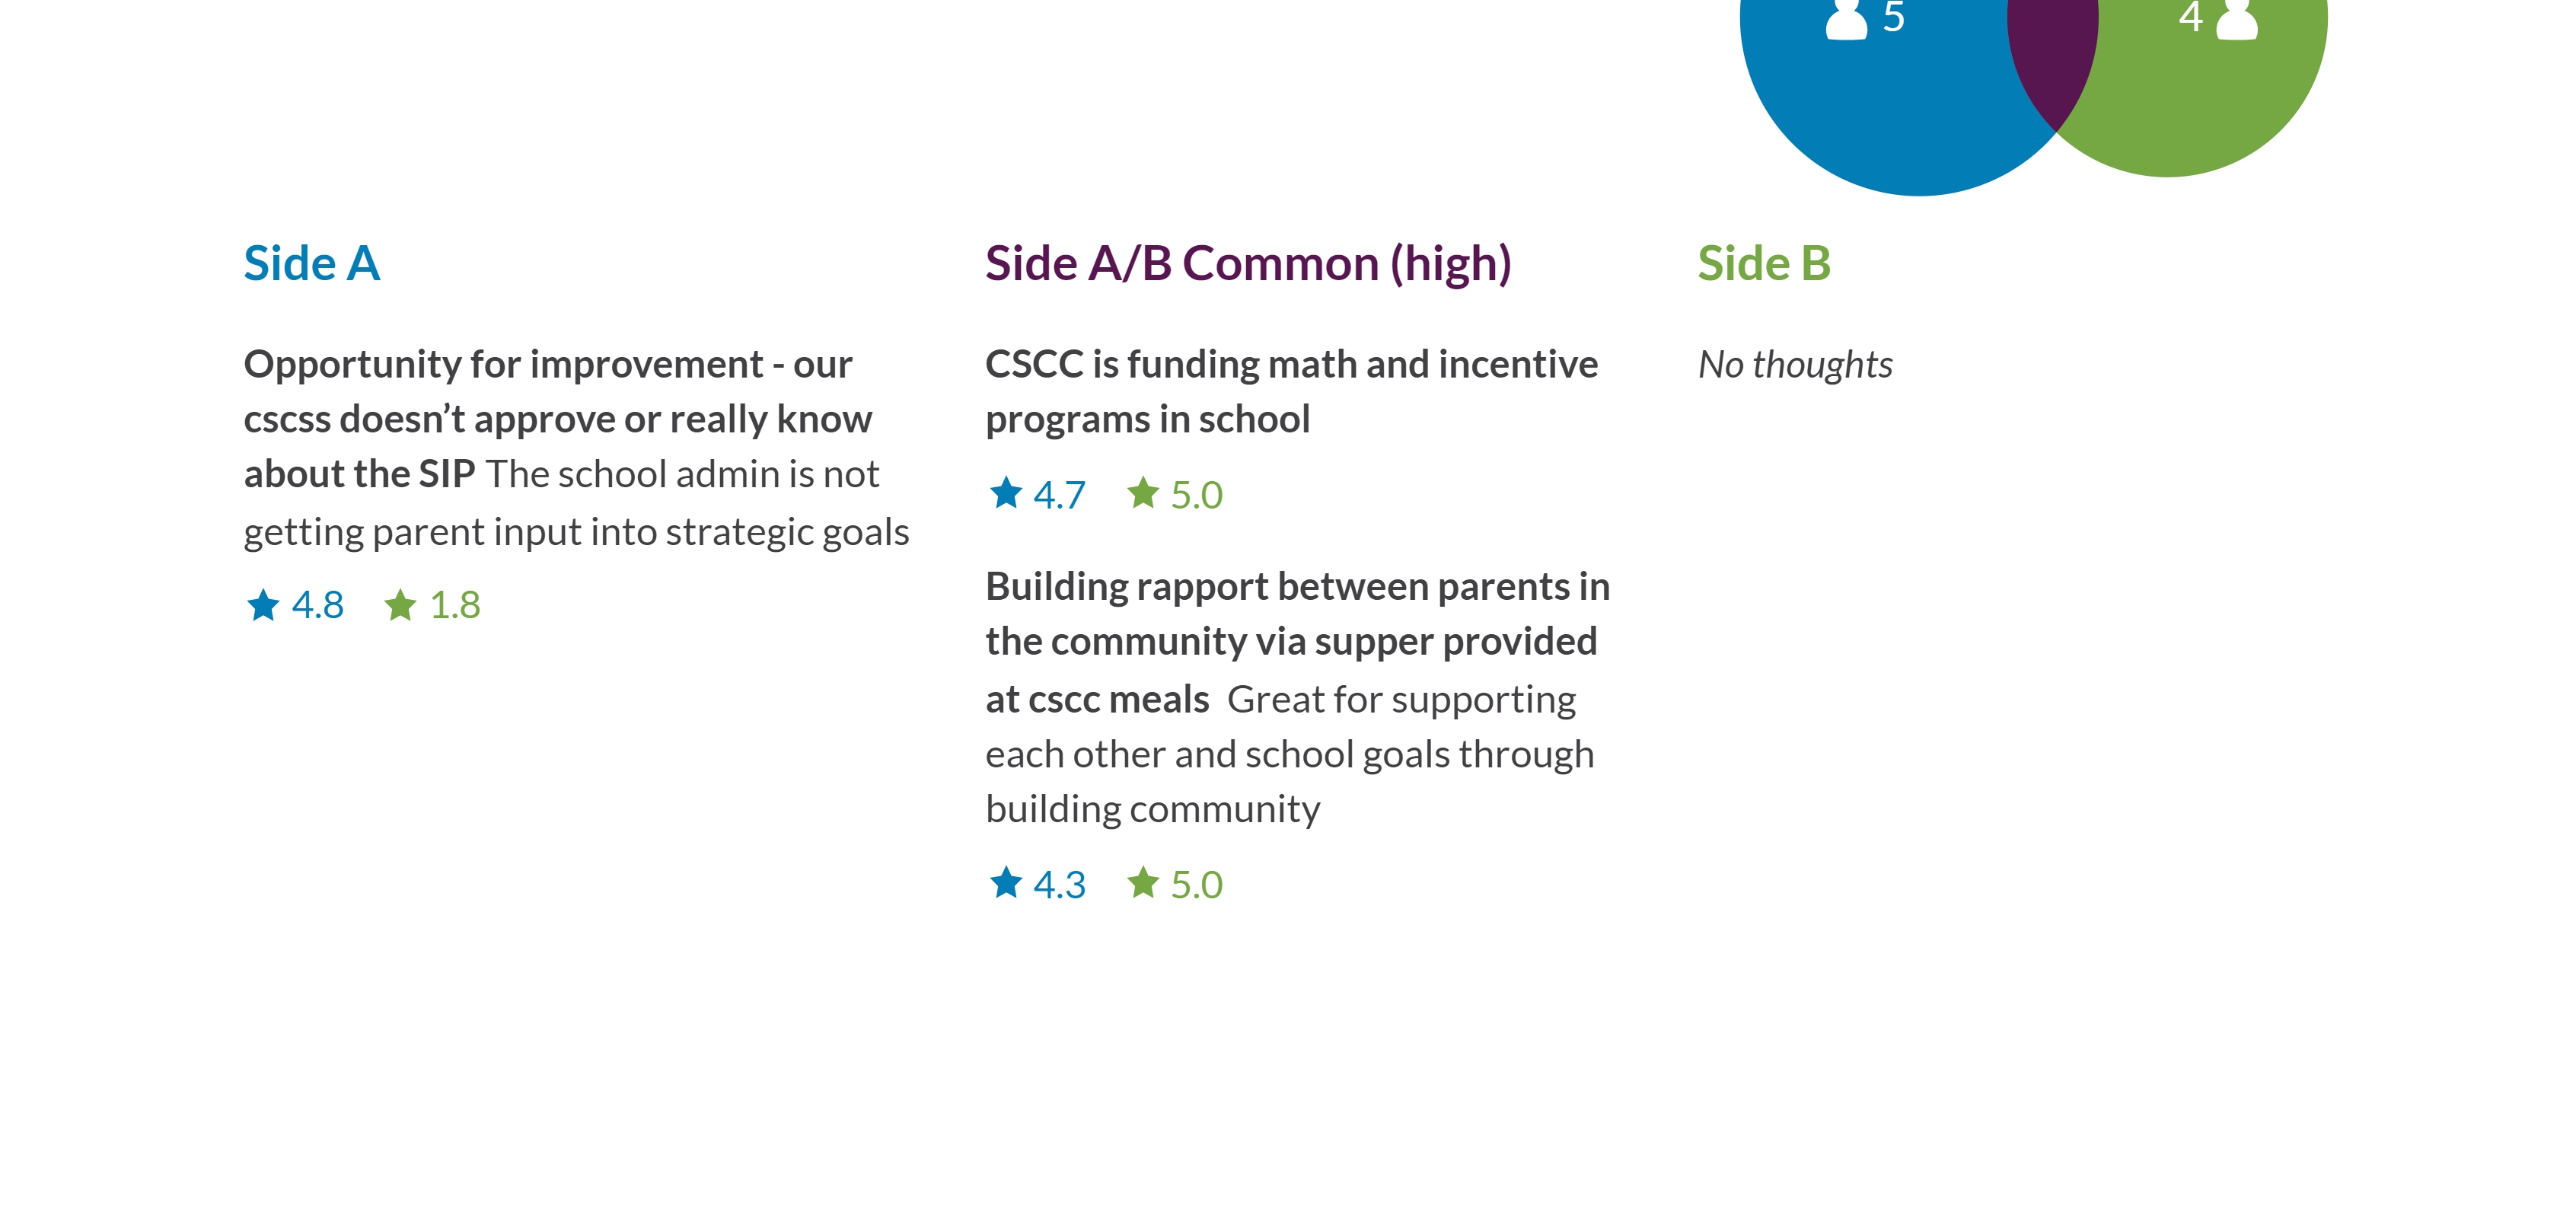 5
4
Side A
Opportunity for improvement - our
cscss doesn’t approve or really know
about the SIP The school admin is not
getting parent input into strategic goals
4.8 1.8
Side A/B Common (high)
CSCC is funding math and incentive
programs in school
4.7 5.0
Building rapport between parents in
the community via supper provided
at cscc meals Great for supporting
each other and school goals through
building community
4.3 5.0
Side B
No thoughts